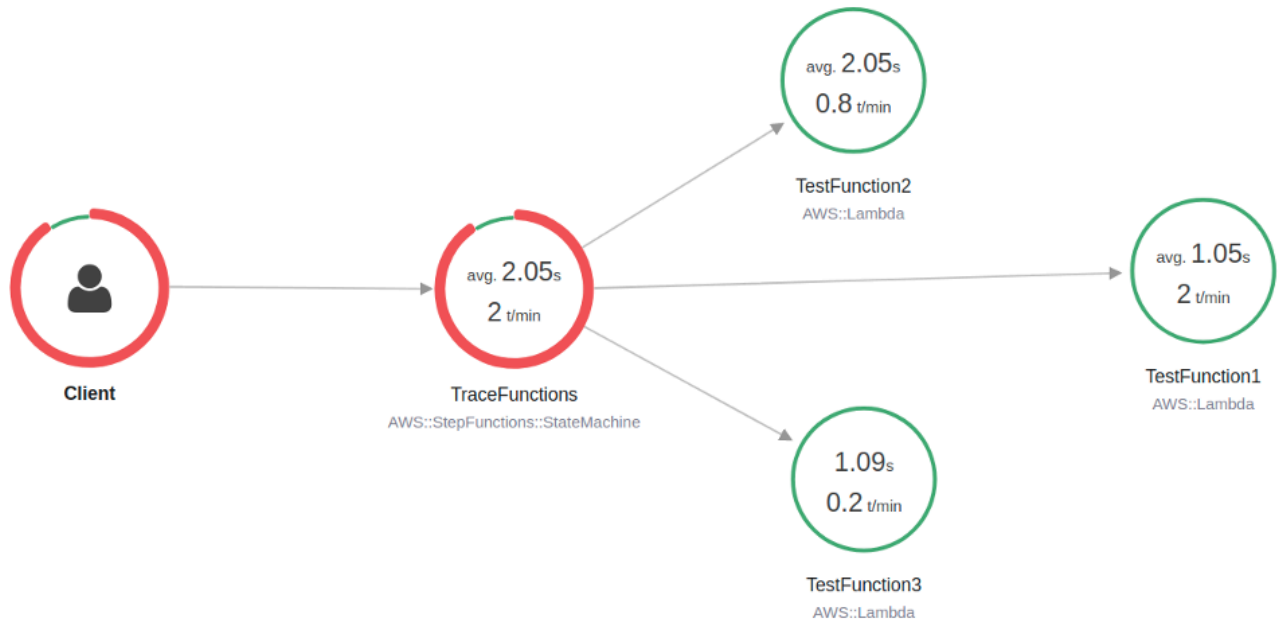 avg. 2.05s
0.8 t/min
TestFunction2
AWS::Lambda
Client
avg. 2.05s
2 t/min
TraceFunctions
AWS::StepFunctions::StateMachine
avg. 1.05s
2 t/min
TestFunction1
AWS::Lambda
1.09s
0.2 t/min
TestFunction3
AWS::Lambda